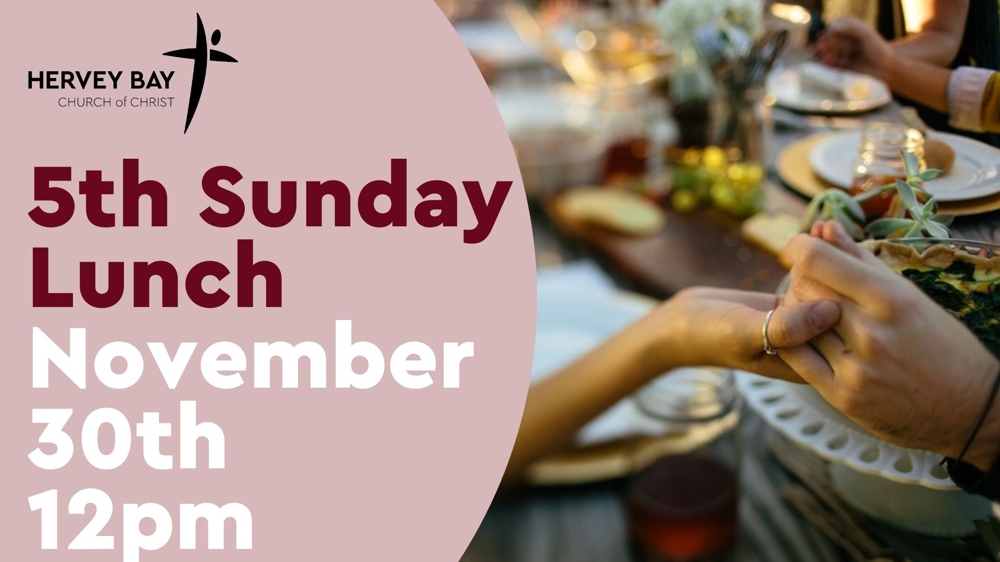 HERVEY BAY
CHURCH of CHRIST
5th Sunday
Lunch
November
30th
12pm